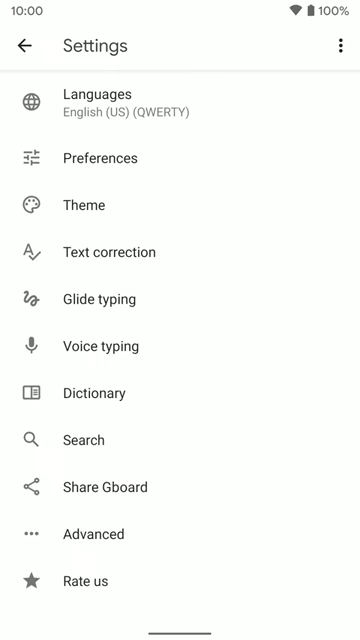 10:00 100%
Settings
Languages
English (US) (QWERTY)
Preferences
Theme
Text correction
Glide typing
Voice typing
Dictionary
Search
Share Gboard
Advanced
Rate us